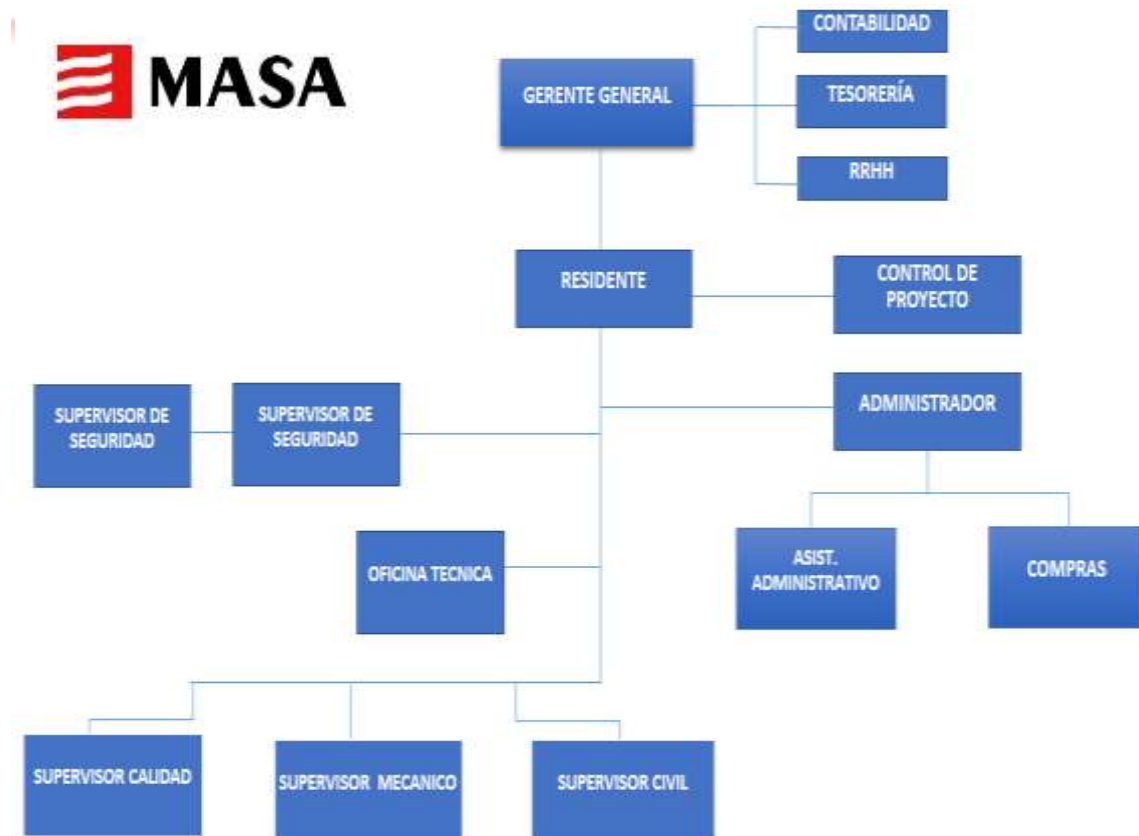 MASA
CONTABILIDAD
GERENTE GENERAL
TESORERÍA
RRHH
RESIDENTE
CONTROL DE
PROYECTO
ADMINISTRADOR
SUPERVISOR DE
SEGURIDAD
SUPERVISOR DE
SEGURIDAD
OFICINA TECNICA
ASIST.
ADMINISTRATIVO
COMPRAS
SUPERVISOR CALIDAD
SUPERVISOR MECANICO
SUPERVISOR CIVIL